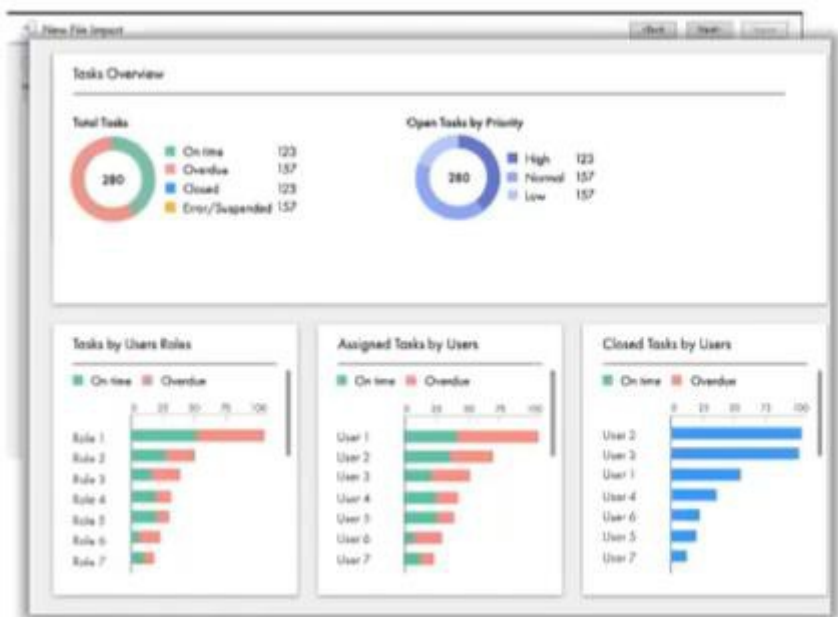 New File Import
Next
Tasks Overview
Total Tasks
280
On time 123
Overdue 157
Closed 123
Error/Suspended 157
Open Tasks by Priority
280
High 123
Normal 157
Low 157
Tasks by Users Roles
On time Overdue
0 25 50 75 100
Role 1
Role 2
Role 3
Role 4
Role 5
Role 6
Role 7
Assigned Tasks by Users
On time Overdue
0 25 50 75 100
User 1
User 2
User 3
User 4
User 5
User 6
User 7
Closed Tasks by Users
On time Overdue
0 25 50 75 100
User 2
User 3
User 1
User 4
User 6
User 5
User 7